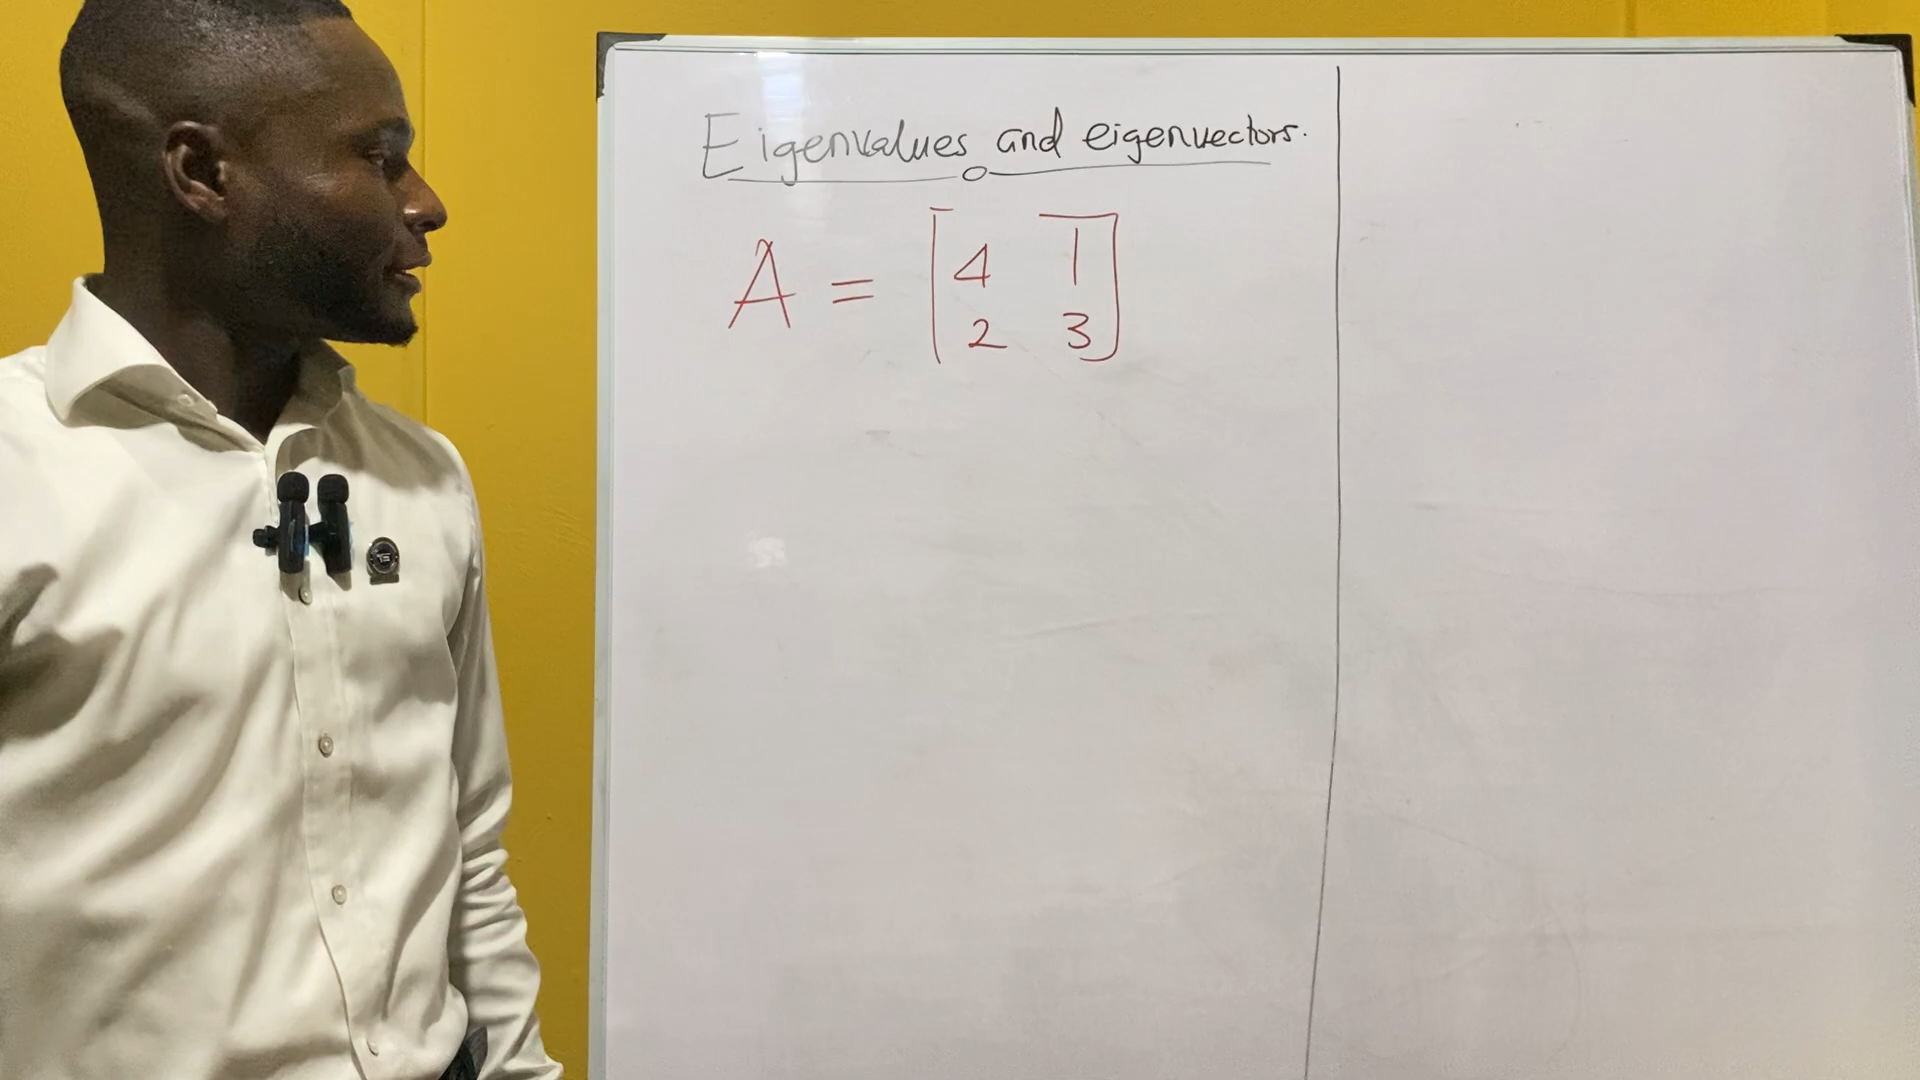 Eigenvalues and eigenvectors.
A = [4 1
2 3]